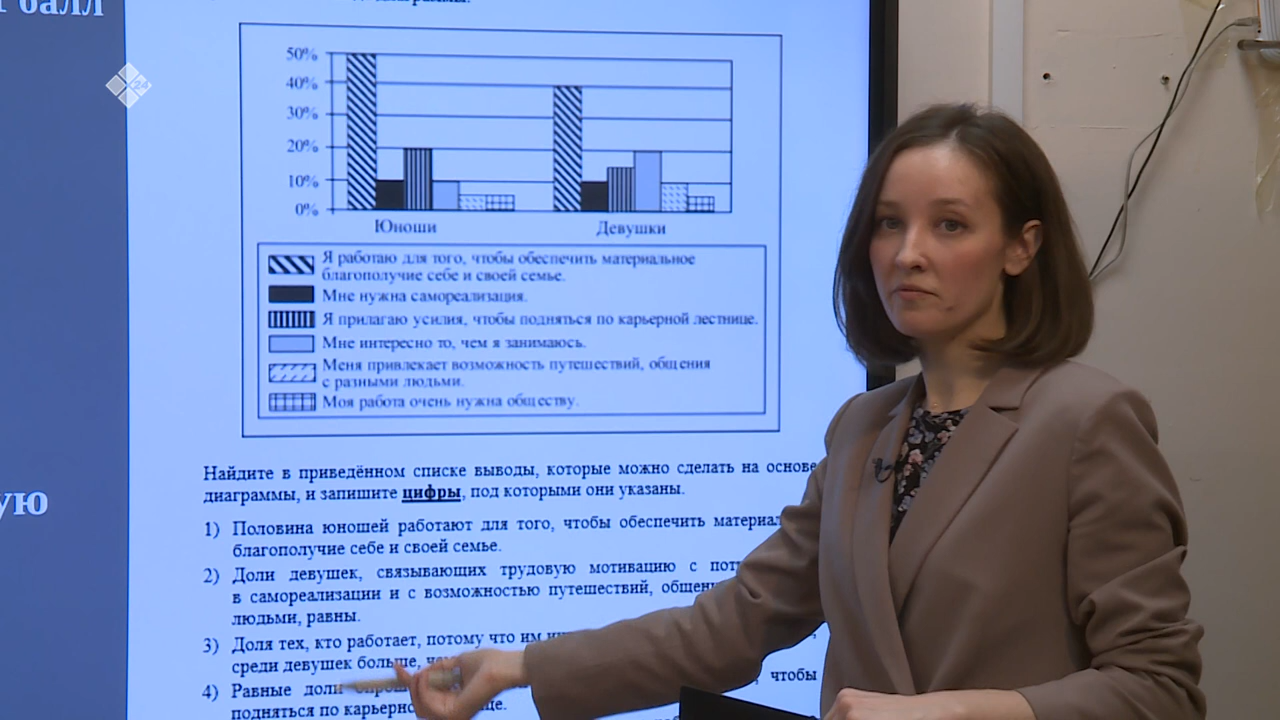 балл
ую
24
50%
40%
30%
20%
10%
0%
Юноши
Девушки
Я работаю для того, чтобы обеспечить материальное
благополучие себе и своей семье.
Мне нужна самореализация.
Я прилагаю усилия, чтобы подняться по карьерной лестнице.
Мне интересно то, чем я занимаюсь.
Меня привлекает возможность путешествий, общения
с разными людьми.
Моя работа очень нужна обществу.
Найдите в приведённом списке выводы, которые можно сделать на основе
диаграммы, и запишите цифры, под которыми они указаны.
1) Половина юношей работают для того, чтобы обеспечить материал
благополучие себе и своей семье.
2) Доли девушек, связывающих трудовую мотивацию с пот
в самореализации и с возможностью путешествий, общен
людьми, равны.
3) Доля тех, кто работает, потому что им
среди девушек больше,
4) Равные доли чтобы
подняться по карьерно це.